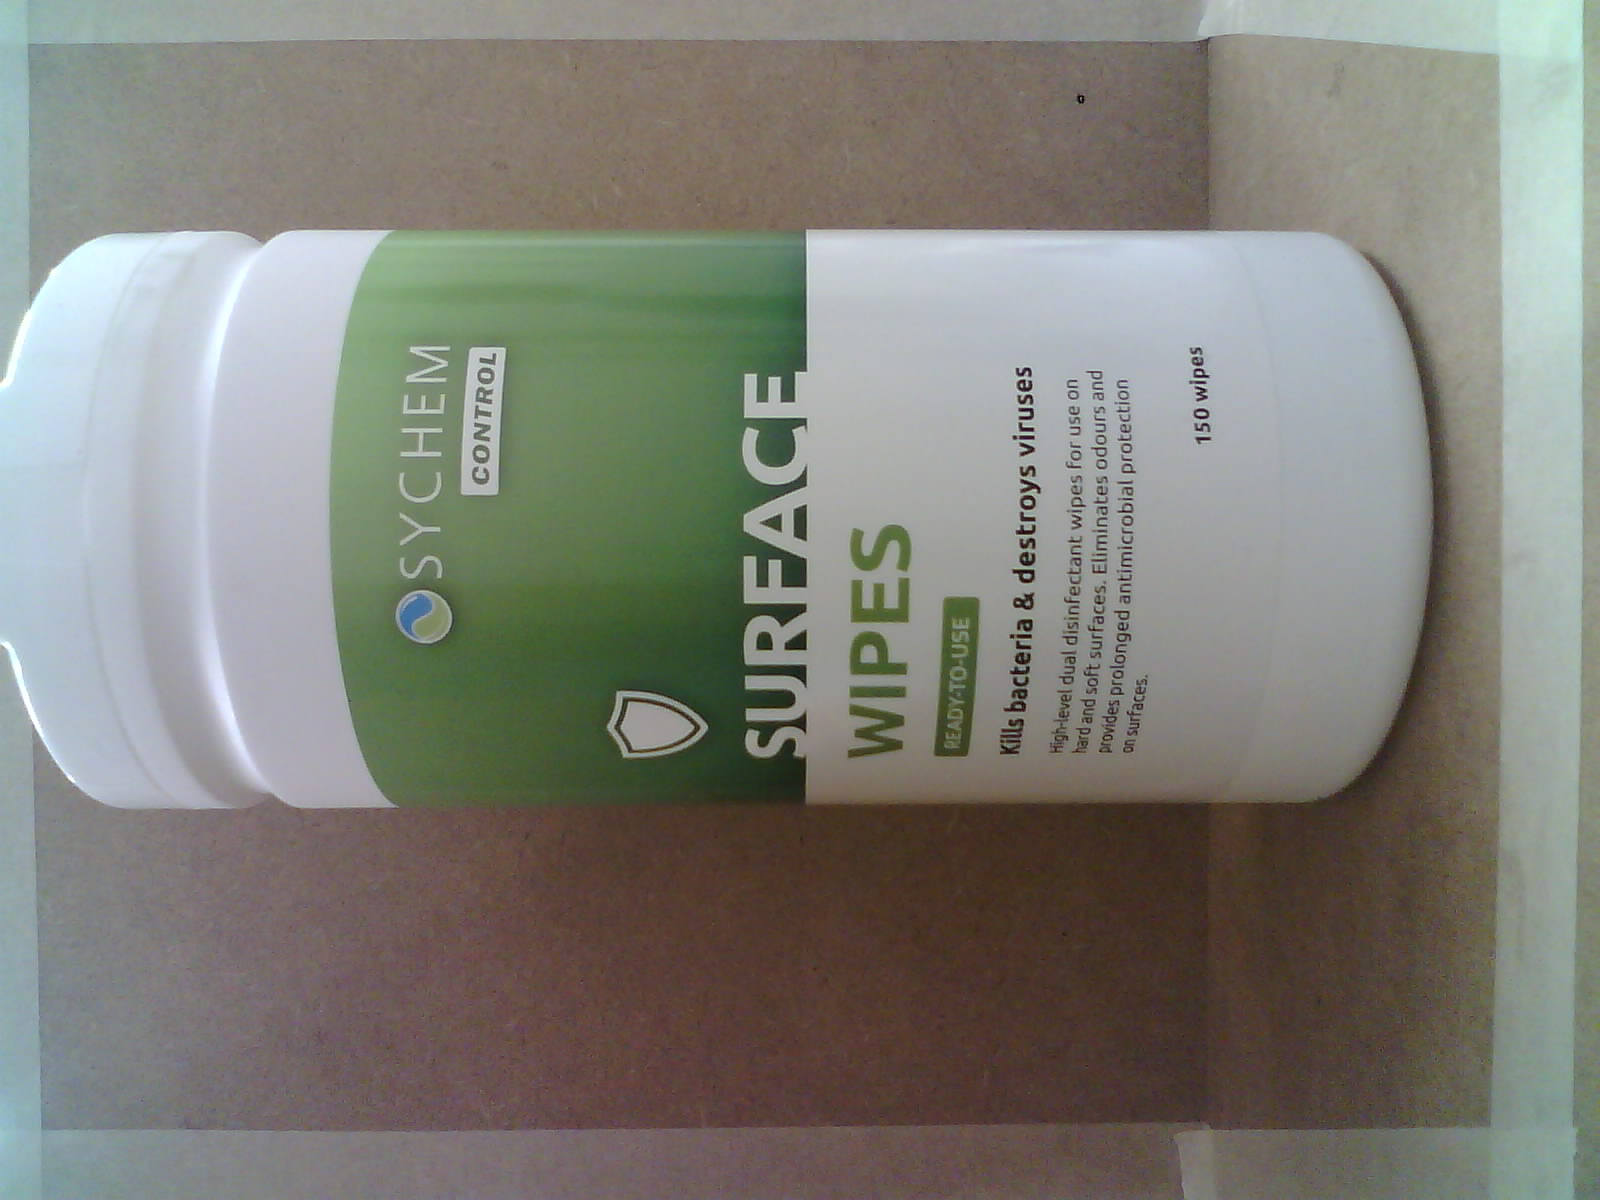 SYCHEM
CONTROL
SURFACE
WIPES
READY-TO-USE
Kills bacteria & destroys viruses
High-level dual disinfectant wipes for use on
hard and soft surfaces. Eliminates odours and
provides prolonged antimicrobial protection
on surfaces.
150 wipes